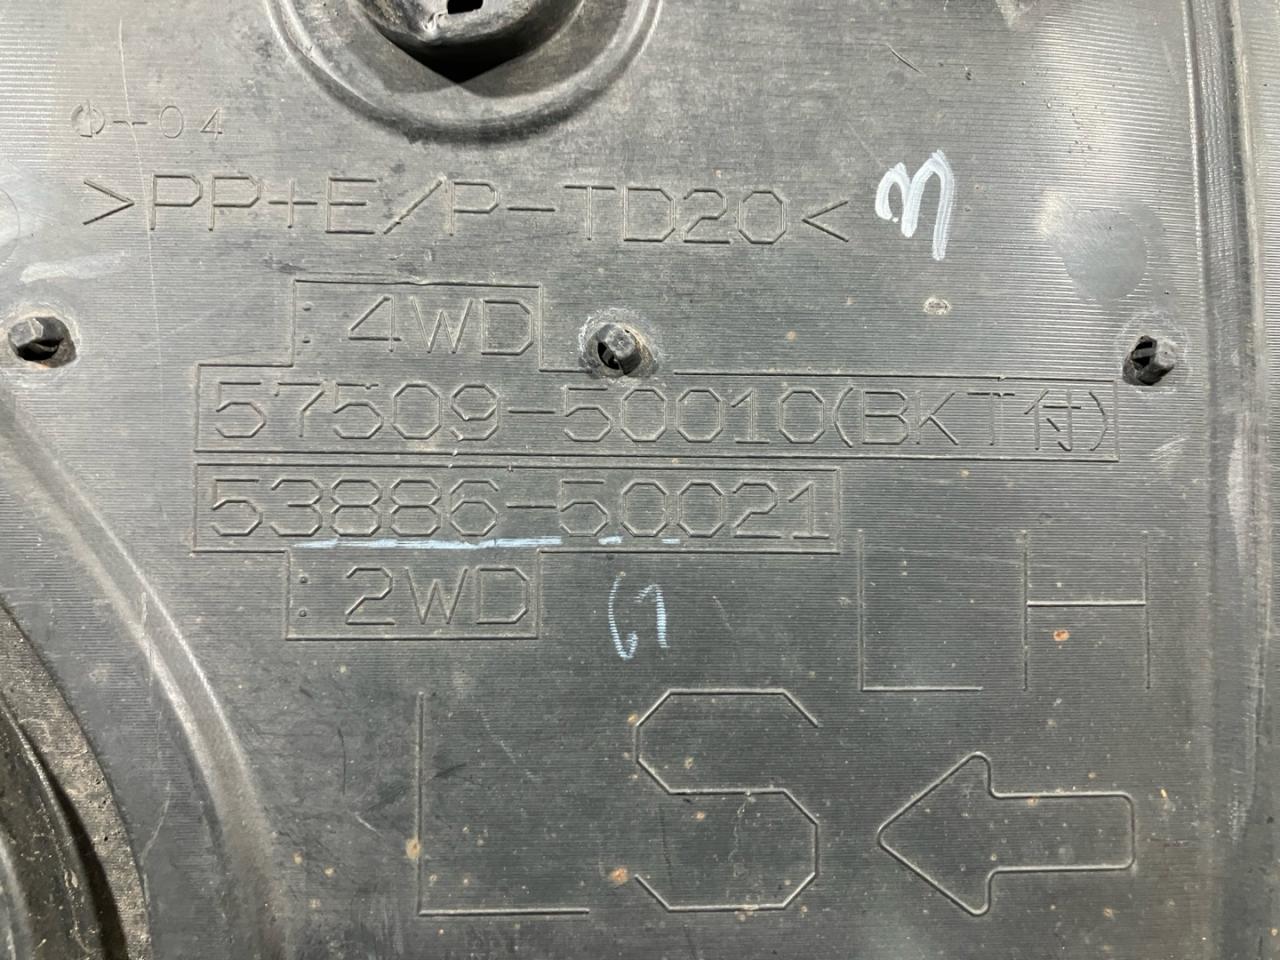 -04
>PP+E/P-TD20<
: 4WD
57509-50010(BKT付)
53886-50021
: 2WD
LH
LS